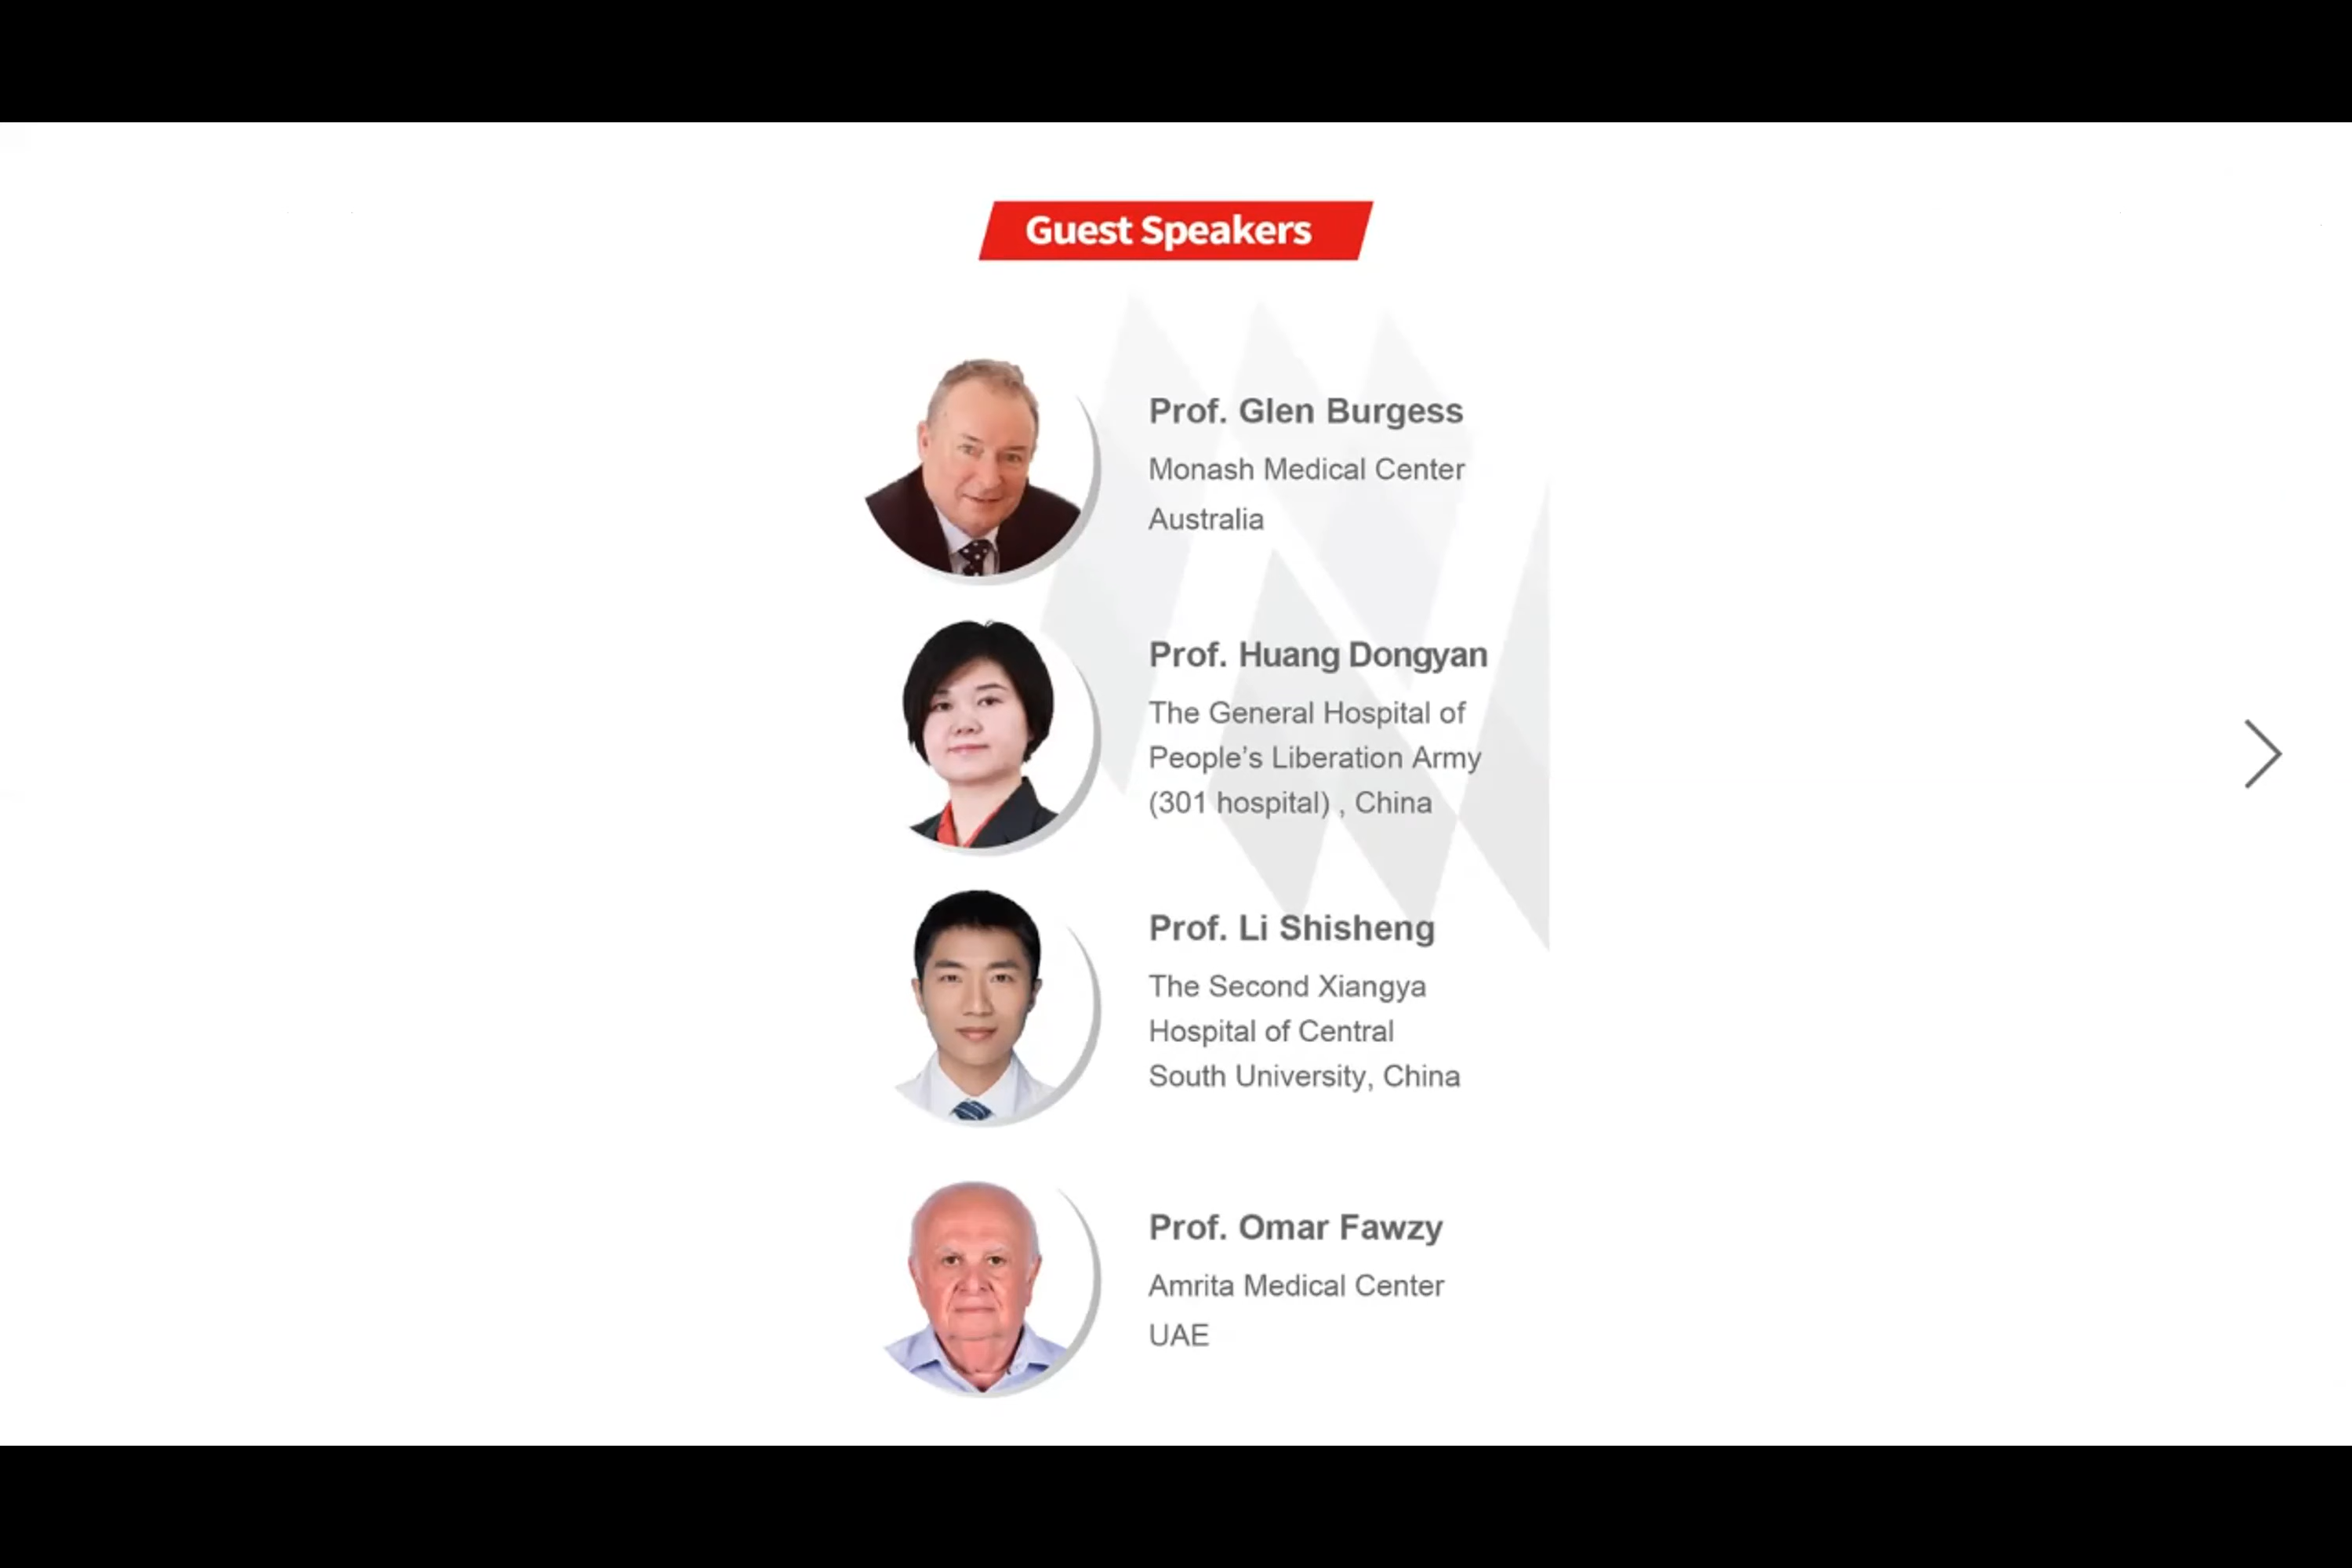 Guest Speakers
Prof. Glen Burgess
Monash Medical Center
Australia
Prof. Huang Dongyan
The General Hospital of
People’s Liberation Army
(301 hospital) , China
Prof. Li Shisheng
The Second Xiangya
Hospital of Central
South University, China
Prof. Omar Fawzy
Amrita Medical Center
UAE